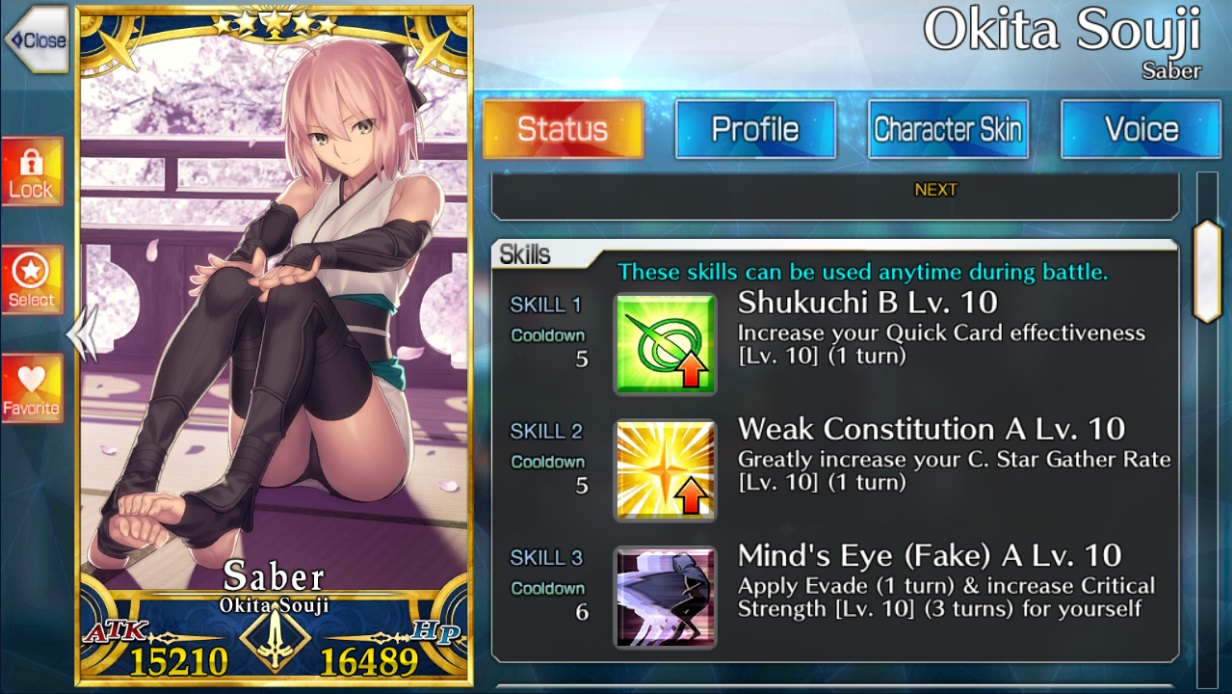 Close
Okita Souji
Saber
Status
Profile
Character Skin
Voice
Lock
Select
Favorite
NEXT
Skills
These skills can be used anytime during battle.
SKILL 1
Cooldown
5
Shukuchi B Lv. 10
Increase your Quick Card effectiveness
[Lv. 10] (1 turn)
SKILL 2
Cooldown
5
Weak Constitution A Lv. 10
Greatly increase your C. Star Gather Rate
[Lv. 10] (1 turn)
SKILL 3
Cooldown
6
Mind's Eye (Fake) A Lv. 10
Apply Evade (1 turn) & increase Critical
Strength [Lv. 10] (3 turns) for yourself
Saber
Okita Souji
ATK
15210
HP
16489